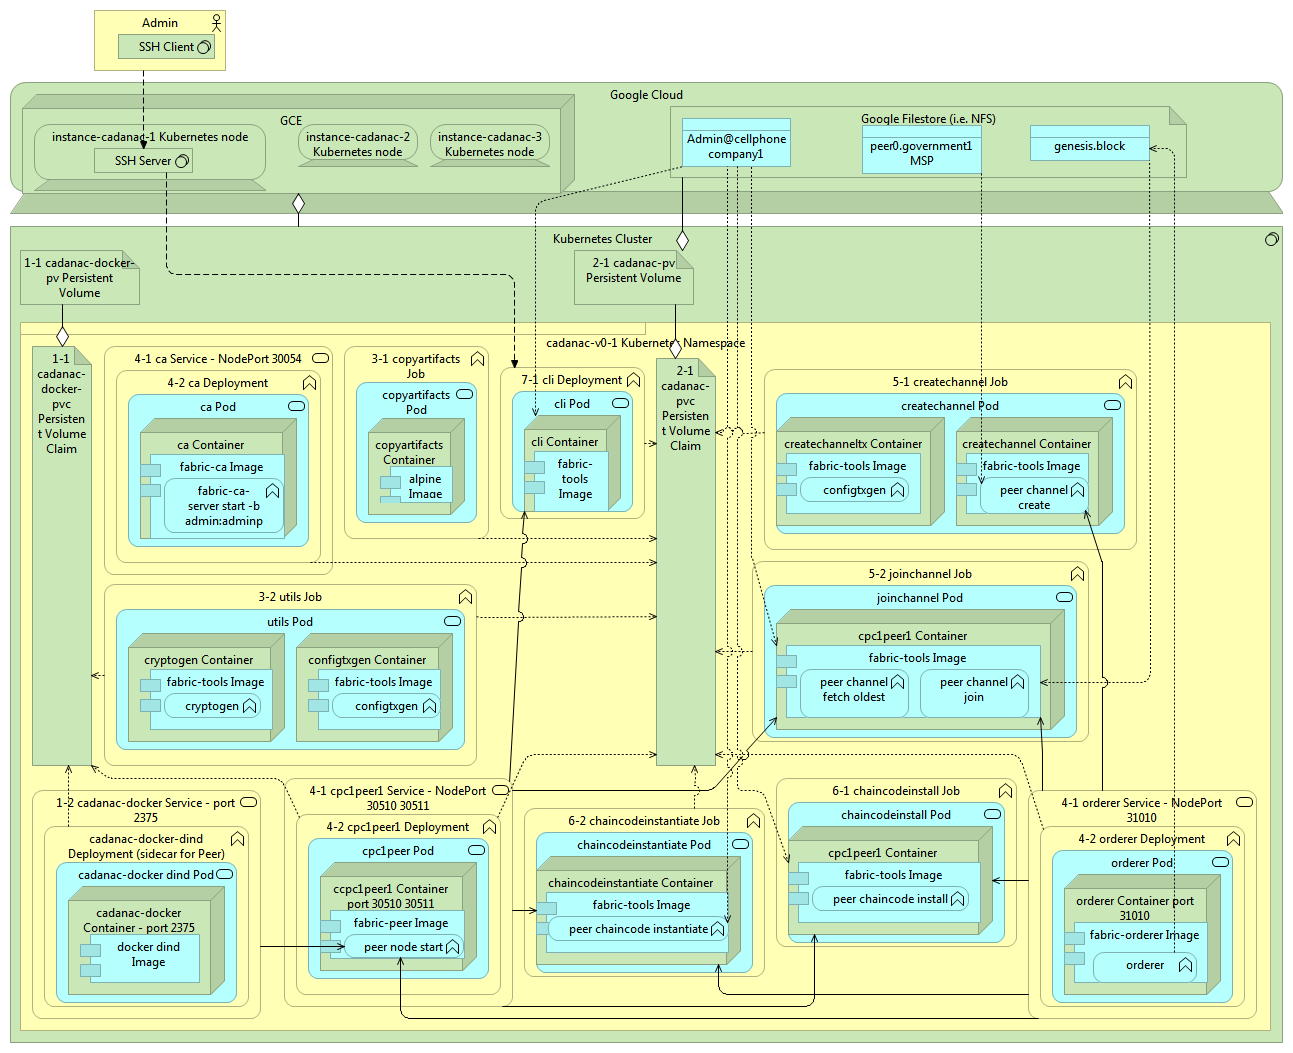 Admin
SSH Client
Google Cloud
GCE
instance-cadanac-1 Kubernetes node
SSH Server
instance-cadanac-2
Kubernetes node
instance-cadanac-3
Kubernetes node
Google Filestore (i.e. NFS)
Admin@cellphone
company1
peer0.government1
MSP
genesis.block
Kubernetes Cluster
1-1 cadanac-docker-
pv Persistent
Volume
2-1 cadanac-pv
Persistent Volume
cadanac-v0-1 Kubernetes Namespace
1-1
cadanac-
docker-
pvc
Persisten
t Volume
Claim
4-1 ca Service - NodePort 30054
4-2 ca Deployment
ca Pod
ca Container
fabric-ca Image
fabric-ca-
server start -b
admin:adminp
3-1 copyartifacts
Job
copyartifacts
Pod
copyartifacts
Container
alpine
Image
7-1 cli Deployment
cli Pod
cli Container
fabric-
tools
Image
2-1
cadanac-
pvc
Persisten
t Volume
Claim
5-1 createchannel Job
createchannel Pod
createchanneltx Container
fabric-tools Image
configtxgen
createchannel Container
fabric-tools Image
peer channel
create
3-2 utils Job
utils Pod
cryptogen Container
fabric-tools Image
cryptogen
configtxgen Container
fabric-tools Image
configtxgen
5-2 joinchannel Job
joinchannel Pod
cpc1peer1 Container
fabric-tools Image
peer channel
fetch oldest
peer channel
join
1-2 cadanac-docker Service - port
2375
cadanac-docker-dind
Deployment (sidecar for Peer)
cadanac-docker dind Pod
cadanac-docker
Container - port 2375
docker dind
Image
4-1 cpc1peer1 Service - NodePort
30510 30511
4-2 cpc1peer1 Deployment
cpc1peer Pod
ccpc1peer1 Container
port 30510 30511
fabric-peer Image
peer node start
6-2 chaincodeinstantiate Job
chaincodeinstantiate Pod
chaincodeinstantiate Container
fabric-tools Image
peer chaincode instantiate
6-1 chaincodeinstall Job
chaincodeinstall Pod
cpc1peer1 Container
fabric-tools Image
peer chaincode install
4-1 orderer Service - NodePort
31010
4-2 orderer Deployment
orderer Pod
orderer Container port
31010
fabric-orderer Image
orderer